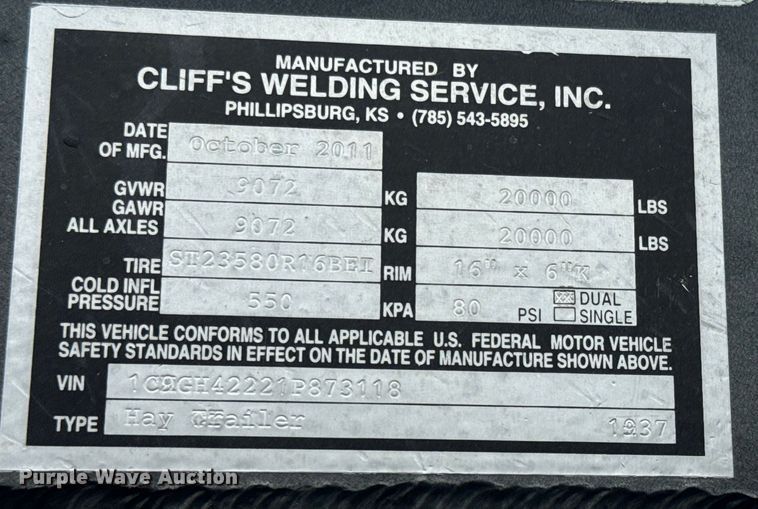 MANUFACTURED BY
CLIFF'S WELDING SERVICE, INC.
PHILLIPSBURG, KS • (785) 543-5895
DATE OF MFG. October 2011
GVWR 9072 KG 20000 LBS
GAWR ALL AXLES 9072 KG 20000 LBS
TIRE RIM 16" x 6"K
COLD INFL PRESSURE 550 KPA 80 PSI DUAL SINGLE
THIS VEHICLE CONFORMS TO ALL APPLICABLE U.S. FEDERAL MOTOR VEHICLE
SAFETY STANDARDS IN EFFECT ON THE DATE OF MANUFACTURE SHOWN ABOVE.
VIN
TYPE Hay Trailer
Purple Wave Auction